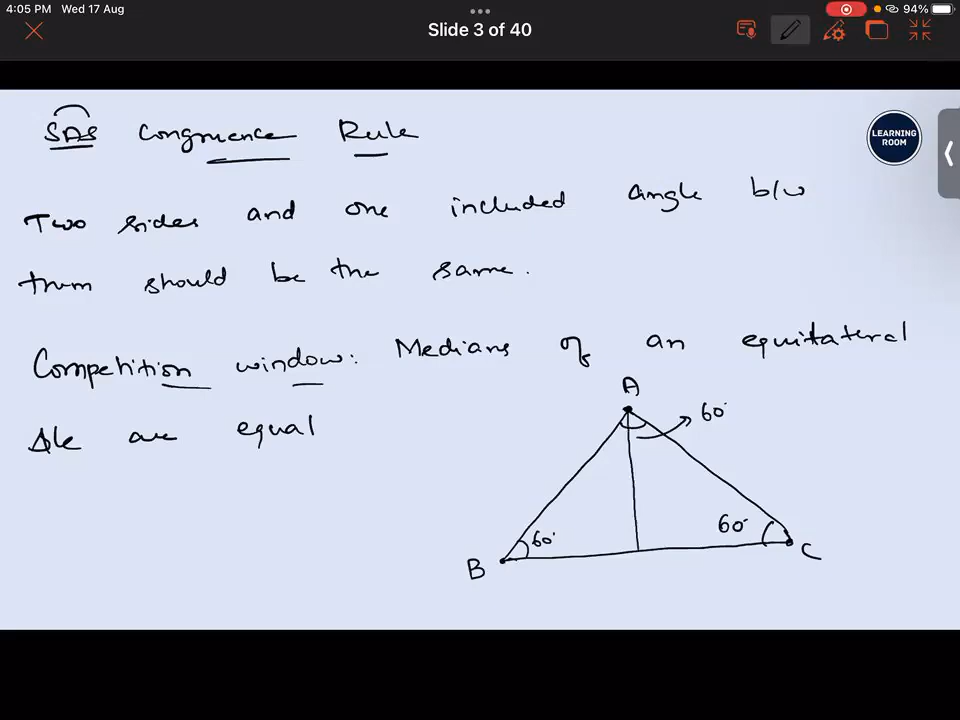 4:05 PM Wed 17 Aug
94%
Slide 3 of 40
SAS Congruence Rule
LEARNING ROOM
Two sides and one included angle b/w
them should be the same.
Competition window: Medians of an equilateral
Δle are equal
A
60°
60°
60°
B
C